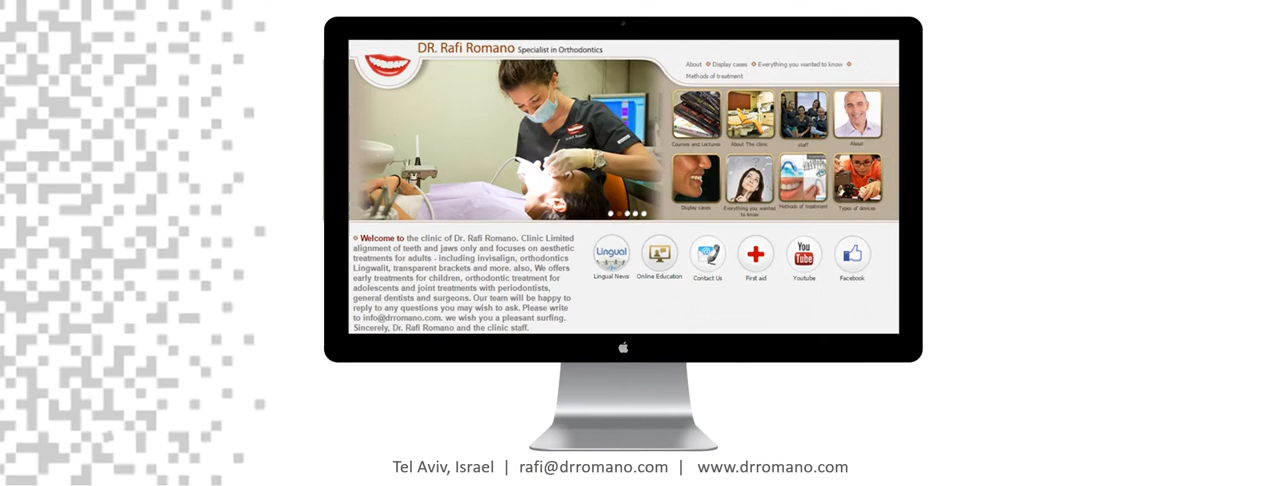 DR. Rafi Romano Specialist in Orthodontics
About Display cases Everything you wanted to know
Methods of treatment
Courses and Lectures About The clinic staff About
Display cases Everything you wanted to know Methods of treatment Types of devices
Welcome to the clinic of Dr. Rafi Romano. Clinic Limited
alignment of teeth and jaws only and focuses on aesthetic
treatments for adults - including invisalign, orthodontics
Lingwalit, transparent brackets and more. also, We offers
early treatments for children, orthodontic treatment for
adolescents and joint treatments with periodontists,
general dentists and surgeons. Our team will be happy to
reply to any questions you may wish to ask. Please write
to info@drromano.com. we wish you a pleasant surfing.
Sincerely, Dr. Rafi Romano and the clinic staff.
Lingual
You
Tube
Lingual News Online Education Contact Us First aid Youtube Facebook
Tel Aviv, Israel | rafi@drromano.com | www.drromano.com